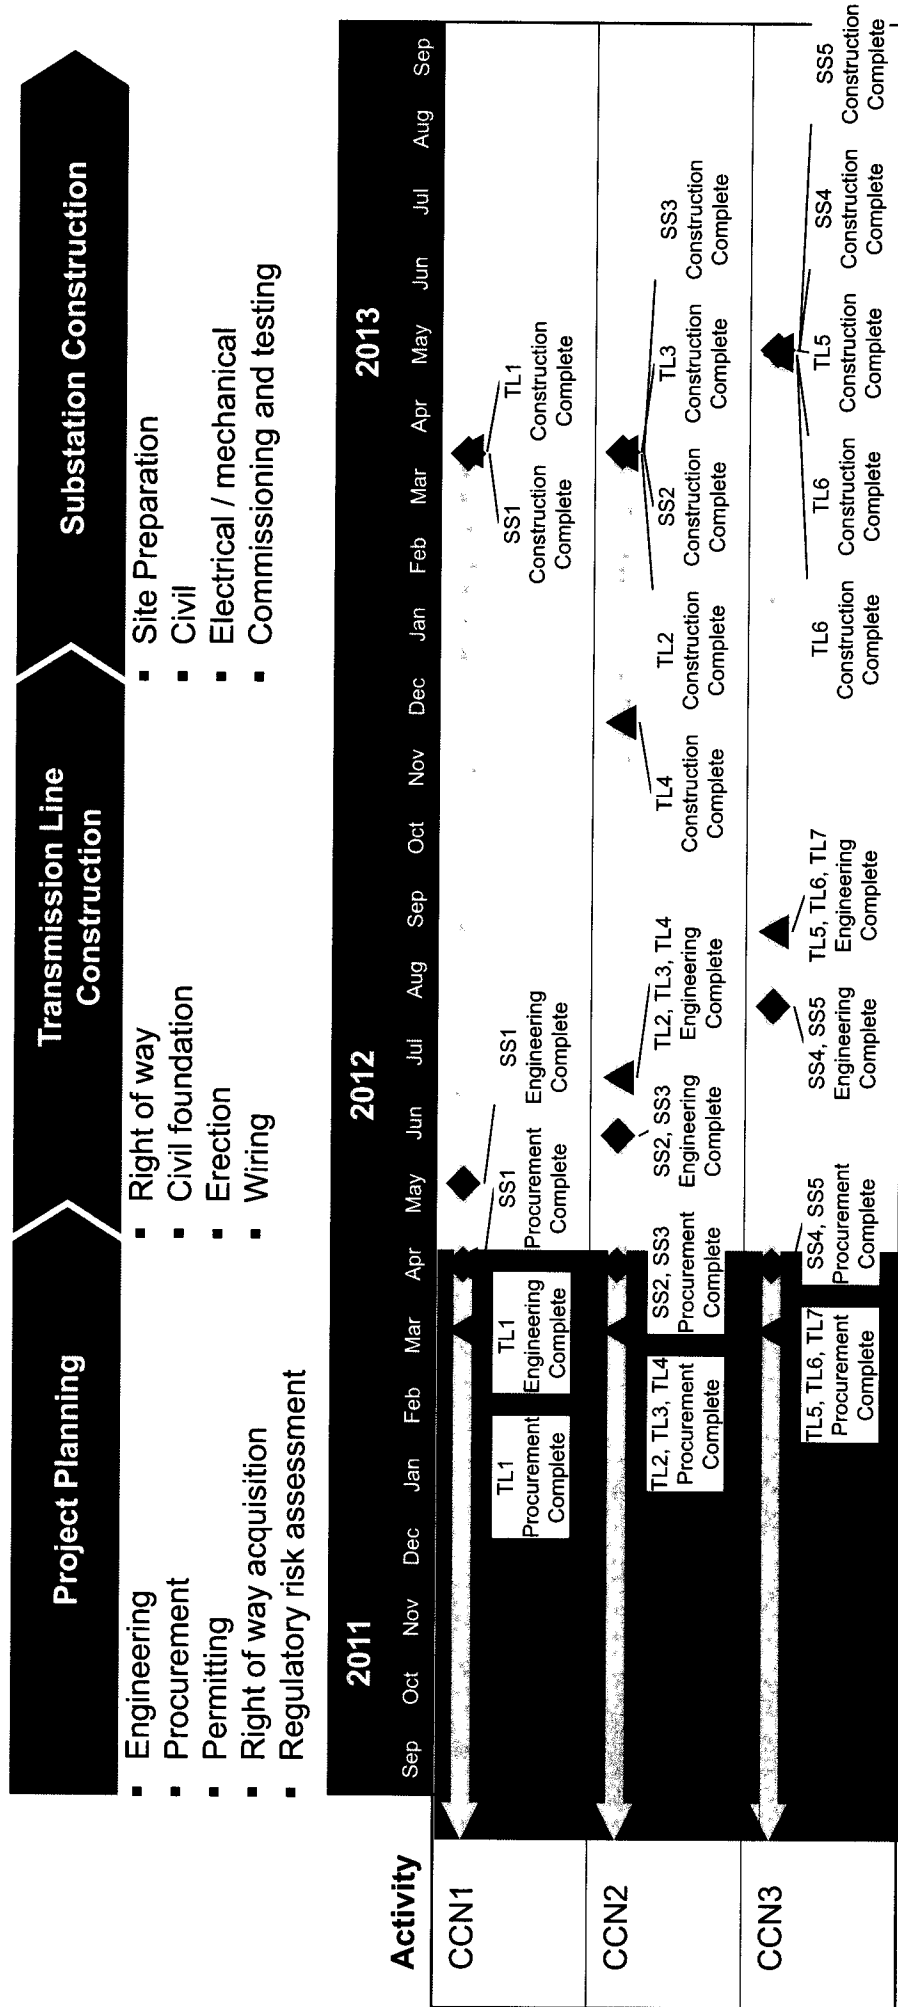 Project Planning
Transmission Line
Construction
Substation Construction
▪ Engineering
▪ Procurement
▪ Permitting
▪ Right of way acquisition
▪ Regulatory risk assessment
▪ Right of way
▪ Civil foundation
▪ Erection
▪ Wiring
▪ Site Preparation
▪ Civil
▪ Electrical / mechanical
▪ Commissioning and testing
2011
2012
2013
Activity
Sep Oct Nov Dec Jan Feb Mar Apr May Jun Jul Aug Sep Oct Nov Dec Jan Feb Mar Apr May Jun Jul Aug Sep
CCN1
TL1
Procurement
Complete
TL1
Engineering
Complete
SS1
Procurement
Complete
SS1
Engineering
Complete
SS1
Construction
Complete
TL1
Construction
Complete
CCN2
TL2, TL3, TL4
Procurement
Complete
SS2, SS3
Procurement
Complete
SS2, SS3
Engineering
Complete
TL2, TL3, TL4
Engineering
Complete
TL4
Construction
Complete
TL2
Construction
Complete
SS2
Construction
Complete
TL3
Construction
Complete
SS3
Construction
Complete
CCN3
TL5, TL6, TL7
Procurement
Complete
SS4, SS5
Procurement
Complete
SS4, SS5
Engineering
Complete
TL5, TL6, TL7
Engineering
Complete
TL6
Construction
Complete
TL6
Construction
Complete
TL5
Construction
Complete
SS4
Construction
Complete
SS5
Construction
Complete